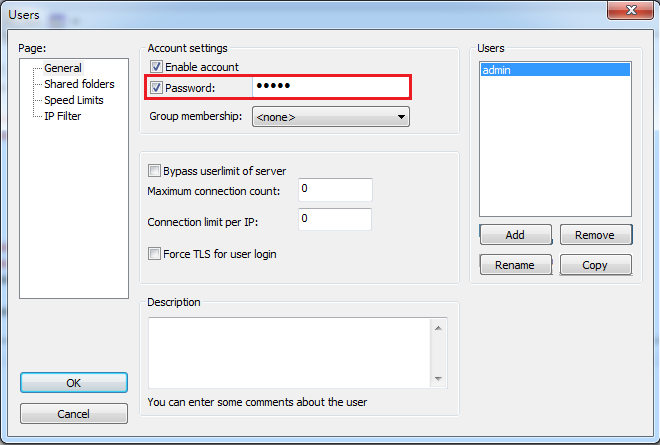 Users
Page:
General
Shared folders
Speed Limits
IP Filter
Account settings
Enable account
Password: •••••
Group membership: <none>
Bypass userlimit of server
Maximum connection count: 0
Connection limit per IP: 0
Force TLS for user login
Description
You can enter some comments about the user
Users
admin
Add Remove
Rename Copy
OK
Cancel